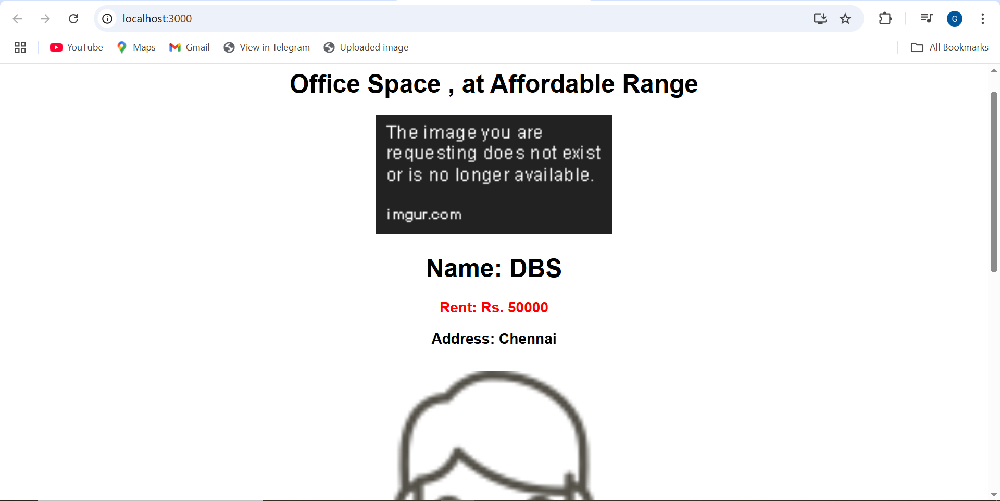 localhost:3000
G
YouTube
Maps
Gmail
View in Telegram
Uploaded image
All Bookmarks
Office Space , at Affordable Range
The image you are
requesting does not exist
or is no longer available.
imgur.com
Name: DBS
Rent: Rs. 50000
Address: Chennai